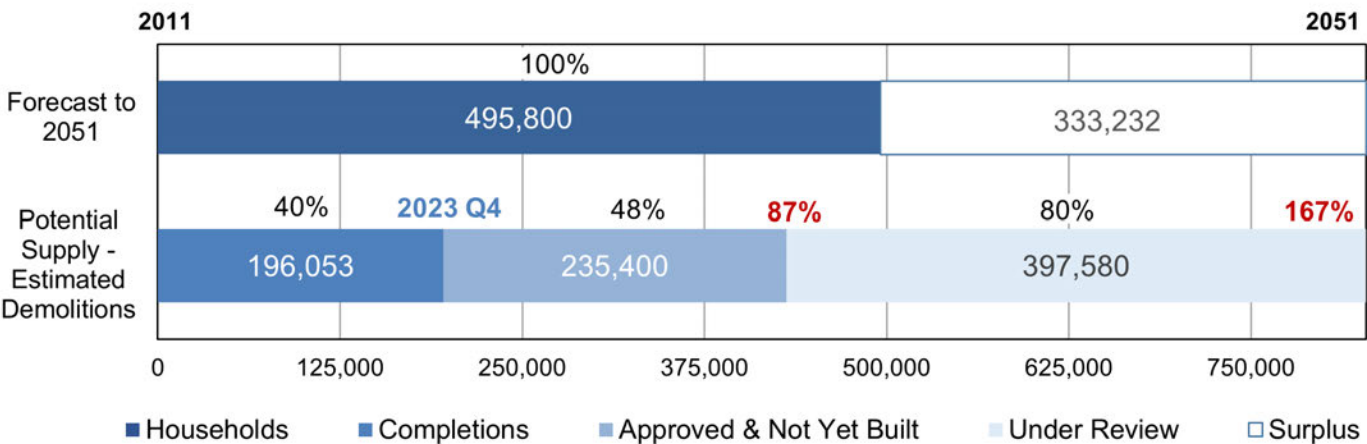 2011 2051
100%
Forecast to
2051
495,800 333,232
40% 2023 Q4 48% 87% 80% 167%
Potential
Supply -
Estimated
Demolitions
196,053 235,400 397,580
0 125,000 250,000 375,000 500,000 625,000 750,000
Households Completions Approved & Not Yet Built Under Review Surplus